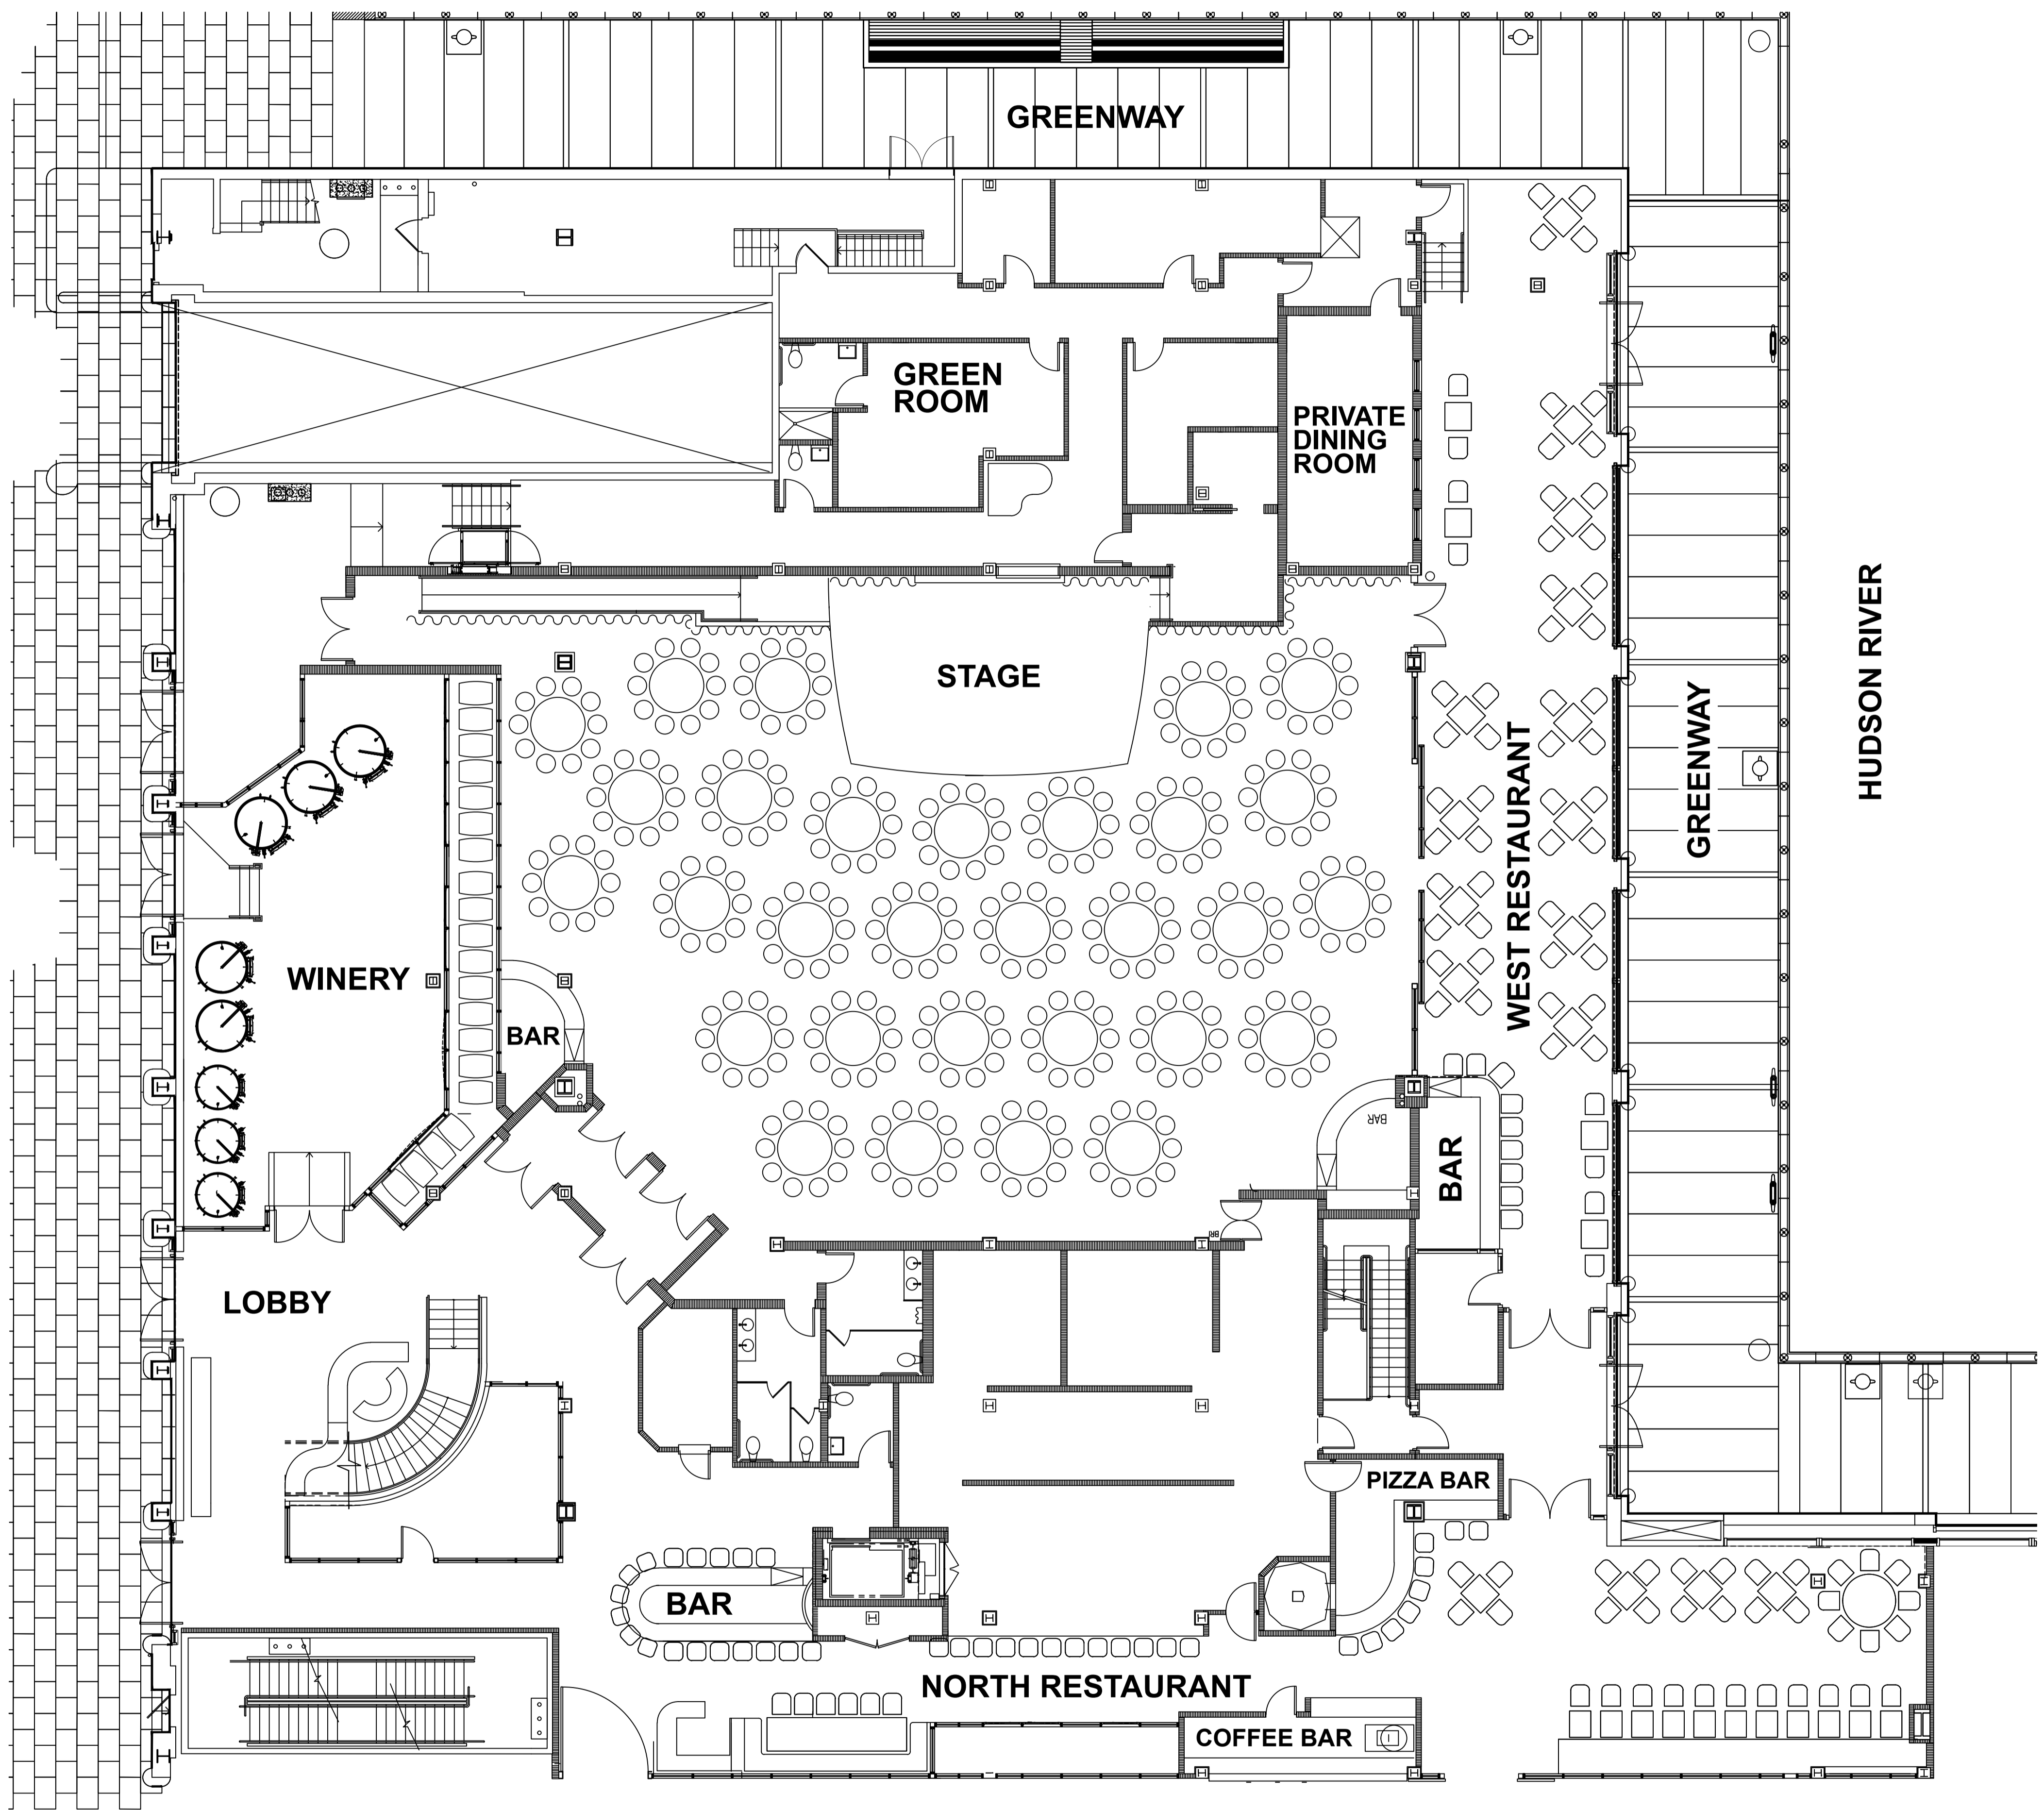 GREENWAY
GREEN
ROOM
PRIVATE
DINING
ROOM
STAGE
HUDSON RIVER
GREENWAY
WEST RESTAURANT
WINERY
BAR
BAR
BAR
LOBBY
PIZZA BAR
BAR
NORTH RESTAURANT
COFFEE BAR